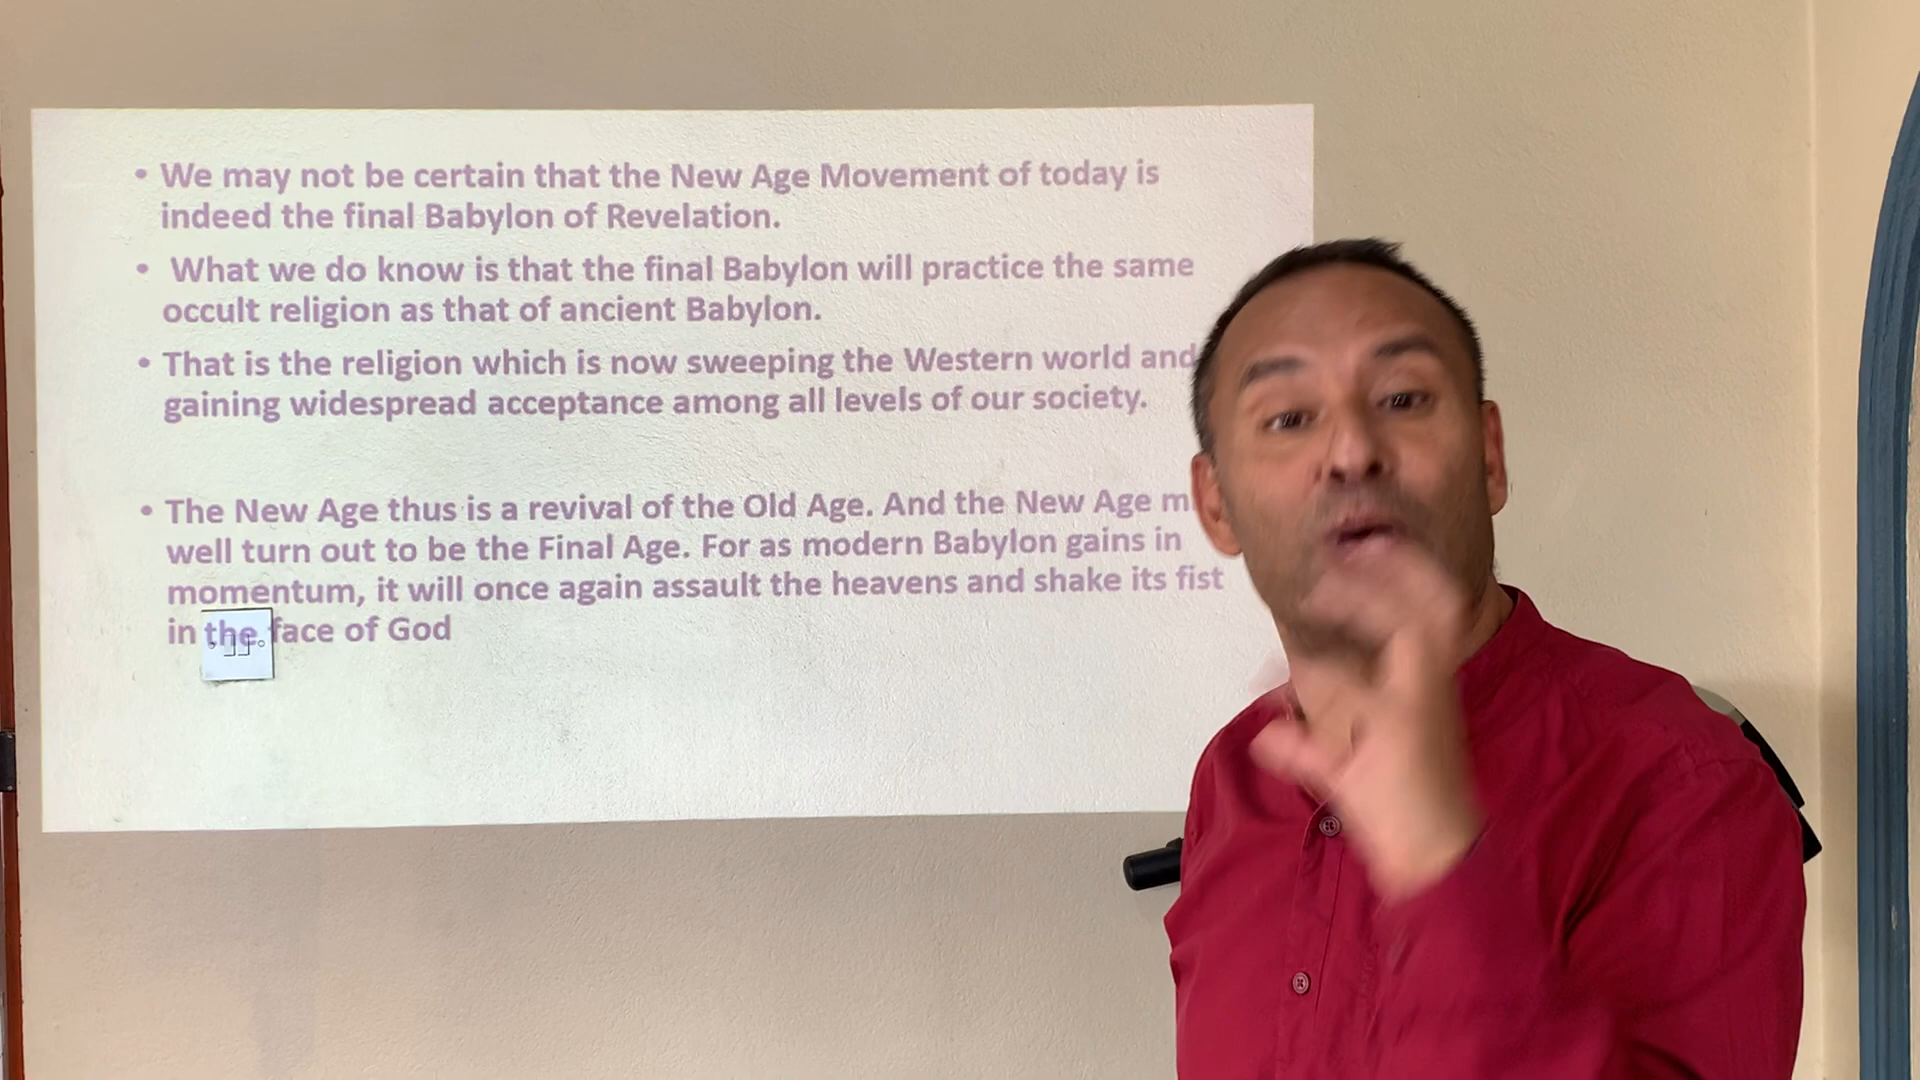 • We may not be certain that the New Age Movement of today is
indeed the final Babylon of Revelation.
• What we do know is that the final Babylon will practice the same
occult religion as that of ancient Babylon.
• That is the religion which is now sweeping the Western world and
gaining widespread acceptance among all levels of our society.
• The New Age thus is a revival of the Old Age. And the New Age
well turn out to be the Final Age. For as modern Babylon gains in
momentum, it will once again assault the heavens and shake its fist
in the face of God